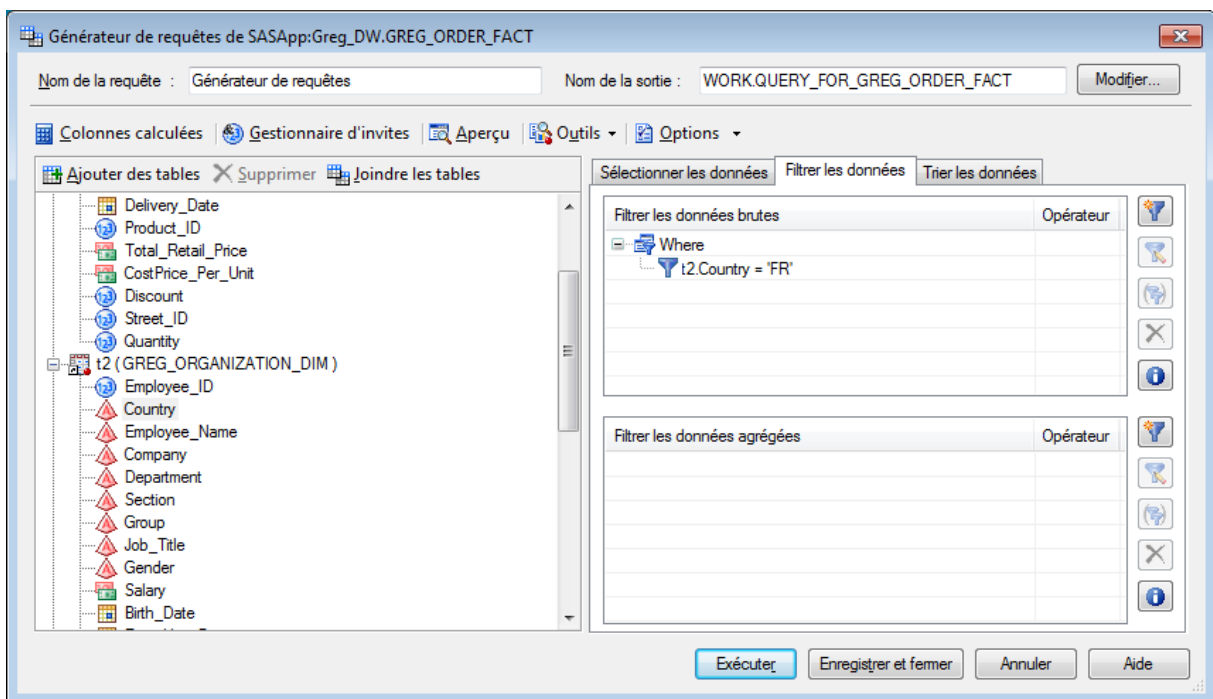 Générateur de requêtes de SASApp:Greg_DW.GREG_ORDER_FACT
Nom de la requête : Générateur de requêtes Nom de la sortie : WORK.QUERY_FOR_GREG_ORDER_FACT Modifier...
Colonnes calculées Gestionnaire d'invites Aperçu Outils Options
Ajouter des tables Supprimer Joindre les tables
Delivery_Date
Product_ID
Total_Retail_Price
CostPrice_Per_Unit
Discount
Street_ID
Quantity
t2 ( GREG_ORGANIZATION_DIM )
Employee_ID
Country
Employee_Name
Company
Department
Section
Group
Job_Title
Gender
Salary
Birth_Date
Sélectionner les données Filtrer les données Trier les données
Filtrer les données brutes Opérateur
Where
t2.Country = 'FR'
Filtrer les données agrégées Opérateur
Exécuter Enregistrer et fermer Annuler Aide